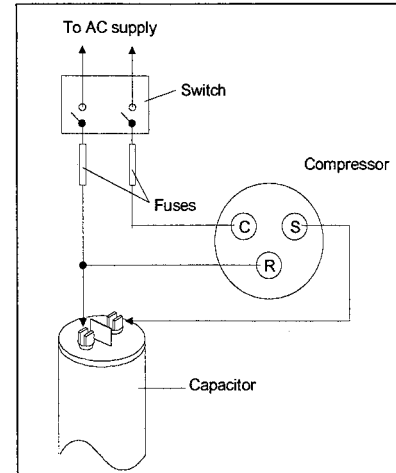 To AC supply
Switch
Compressor
Fuses
C
S
R
Capacitor